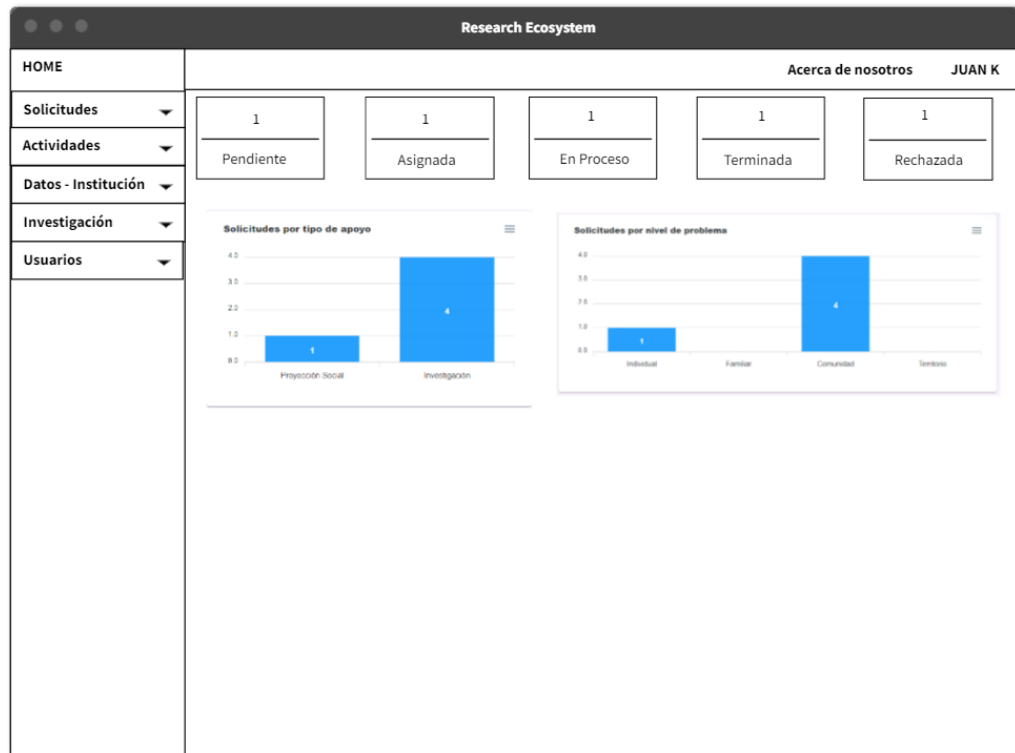 Research Ecosystem
HOME
Acerca de nosotros JUAN K
Solicitudes
Actividades
Datos - Institución
Investigación
Usuarios
1
Pendiente
1
Asignada
1
En Proceso
1
Terminada
1
Rechazada
Solicitudes por tipo de apoyo
4.0
3.0
2.0
1.0
0.0
1
4
Proyección Social Investigación
Solicitudes por nivel de problema
4.0
3.0
2.0
1.0
0.0
1
4
Individual Familiar Comunidad Territorio